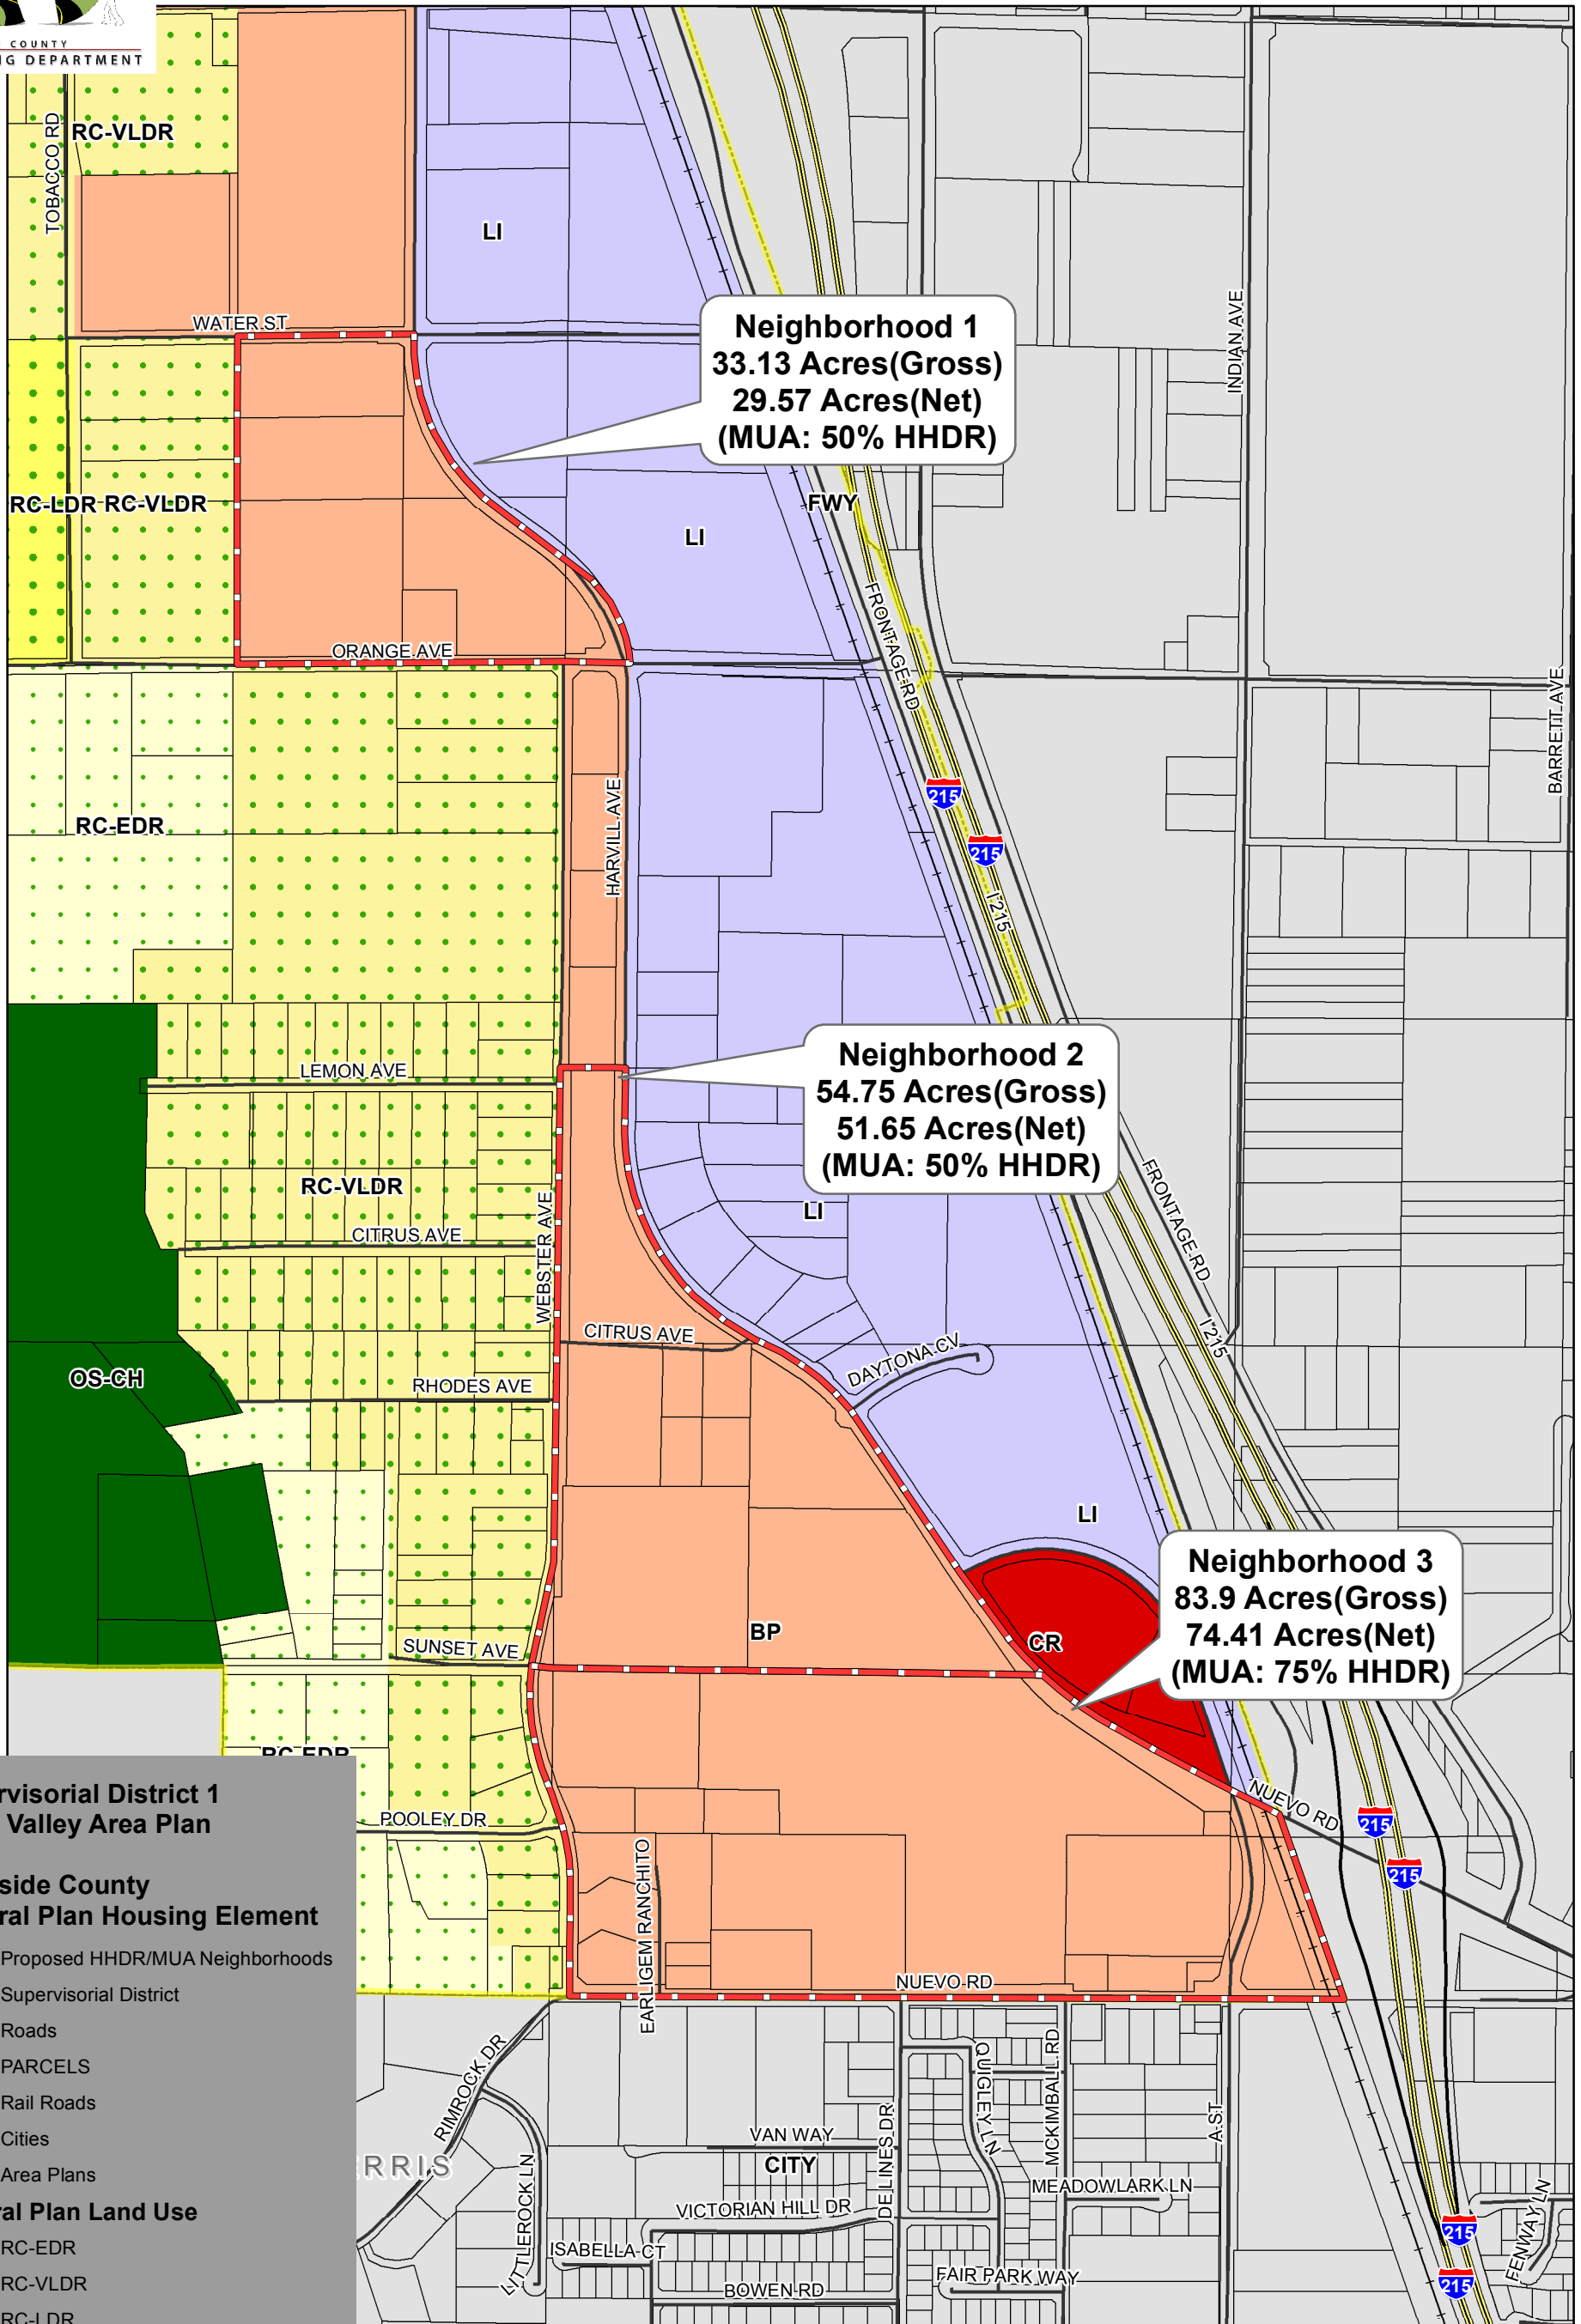 COUNTY
G DEPARTMENT
TOBACCO RD
RC-VLDR
LI
WATER ST
Neighborhood 1
33.13 Acres(Gross)
29.57 Acres(Net)
(MUA: 50% HHDR)
INDIAN AVE
RC-LDR
RC-VLDR
FWY
LI
FRONTAGE RD
ORANGE AVE
BARRETT AVE
215
RC-EDR
HARVILL AVE
215
I 215
Neighborhood 2
54.75 Acres(Gross)
51.65 Acres(Net)
(MUA: 50% HHDR)
LEMON AVE
RC-VLDR
LI
FRONTAGE RD
CITRUS AVE
WEBSTER AVE
CITRUS AVE
I 215
DAYTONA CV
OS-CH
RHODES AVE
LI
Neighborhood 3
83.9 Acres(Gross)
74.41 Acres(Net)
(MUA: 75% HHDR)
BP
CR
SUNSET AVE
RC-EDR
NUEVO RD
215
215
POOLEY DR
EARLIGEM RANCHITO
NUEVO RD
rvisorial District 1
Valley Area Plan
side County
ral Plan Housing Element
Proposed HHDR/MUA Neighborhoods
Supervisorial District
Roads
PARCELS
Rail Roads
Cities
Area Plans
ral Plan Land Use
RC-EDR
RC-VLDR
RC-LDR
RIMROCK DR
QUIGLEY LN
MCKIMBALL RD
A ST
DE LINES DR
VAN WAY
CITY
ERRIS
MEADOWLARK LN
LITTLEROCK LN
VICTORIAN HILL DR
FENWAY LN
215
ISABELLA CT
FAIR PARK WAY
215
BOWEN RD